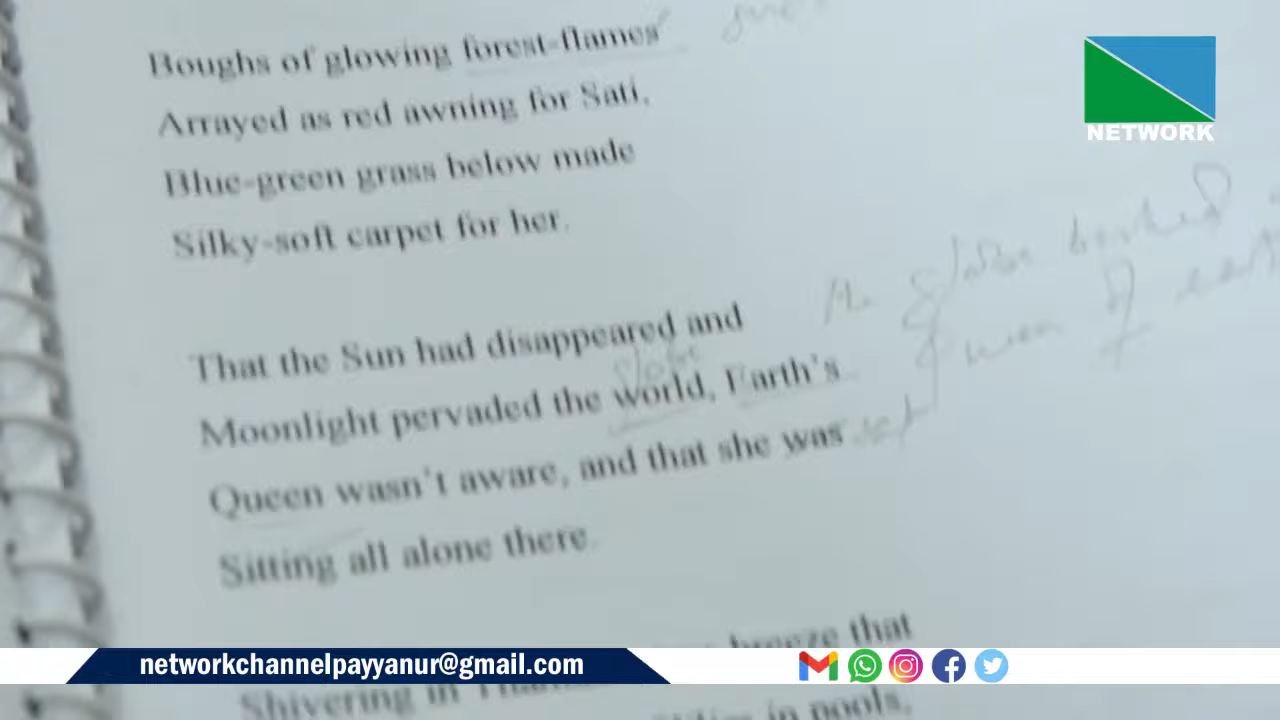 Boughs of glowing forest-flames
Arrayed as red awning for Sati,
Blue-green grass below made
Silky-soft carpet for her.
That the Sun had disappeared and
Moonlight pervaded the world, Earth's
Queen wasn't aware, and that she was
Sitting all alone there.
breeze that
Shivering in
in pools,
NETWORK
networkchannelpayyanur@gmail.com